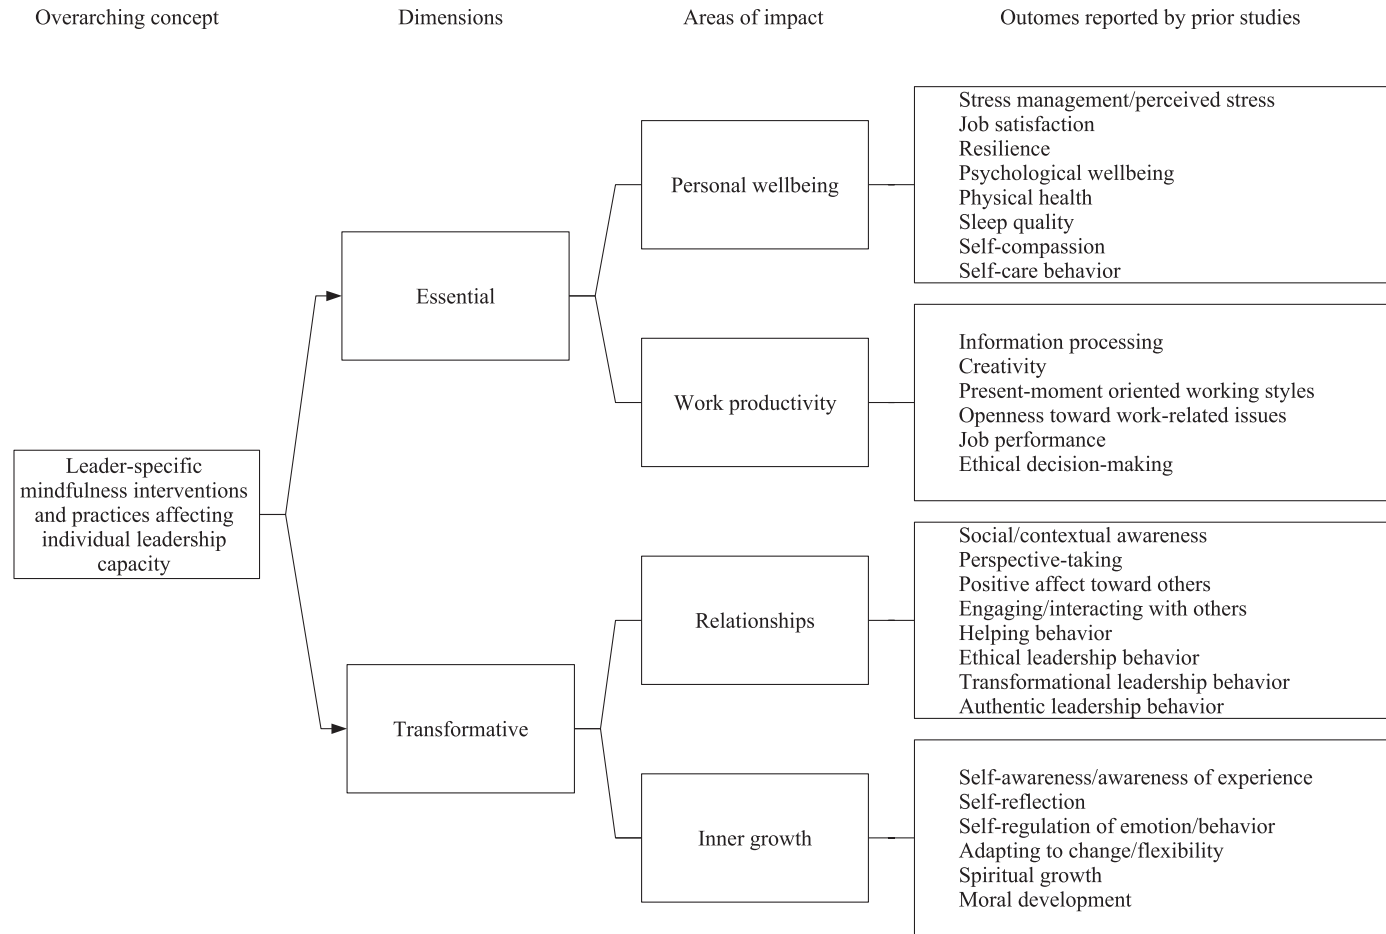 Overarching concept
Dimensions
Areas of impact
Outomes reported by prior studies
Leader-specific
mindfulness interventions
and practices affecting
individual leadership
capacity
Essential
Transformative
Personal wellbeing
Work productivity
Relationships
Inner growth
Stress management/perceived stress
Job satisfaction
Resilience
Psychological wellbeing
Physical health
Sleep quality
Self-compassion
Self-care behavior
Information processing
Creativity
Present-moment oriented working styles
Openness toward work-related issues
Job performance
Ethical decision-making
Social/contextual awareness
Perspective-taking
Positive affect toward others
Engaging/interacting with others
Helping behavior
Ethical leadership behavior
Transformational leadership behavior
Authentic leadership behavior
Self-awareness/awareness of experience
Self-reflection
Self-regulation of emotion/behavior
Adapting to change/flexibility
Spiritual growth
Moral development